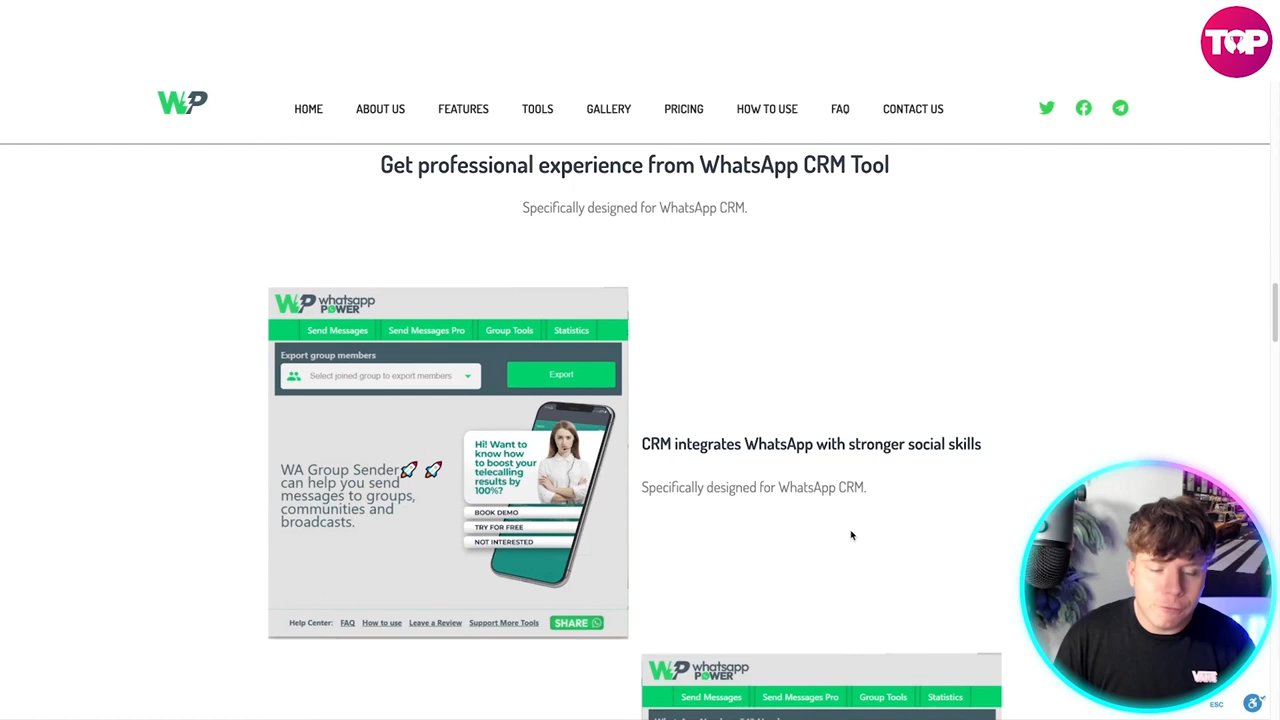 TOP
WP
HOME
ABOUT US
FEATURES
TOOLS
GALLERY
PRICING
HOW TO USE
FAQ
CONTACT US
Get professional experience from WhatsApp CRM Tool
Specifically designed for WhatsApp CRM.
WP whatsapp
POWER
Send Messages
Send Messages Pro
Group Tools
Statistics
Export group members
Select joined group to export members
Export
WA Group Sender🚀 🚀
can help you send
messages to groups,
communities and
broadcasts.
Hi! Want to
know how
to boost your
telecalling
results by
100%?
BOOK DEMO
TRY FOR FREE
NOT INTERESTED
Help Center:
FAQ
How to use
Leave a Review
Support More Tools
SHARE
CRM integrates WhatsApp with stronger social skills
Specifically designed for WhatsApp CRM.
WP whatsapp
POWER
Send Messages
Send Messages Pro
Group Tools
Statistics
VANS
ESC